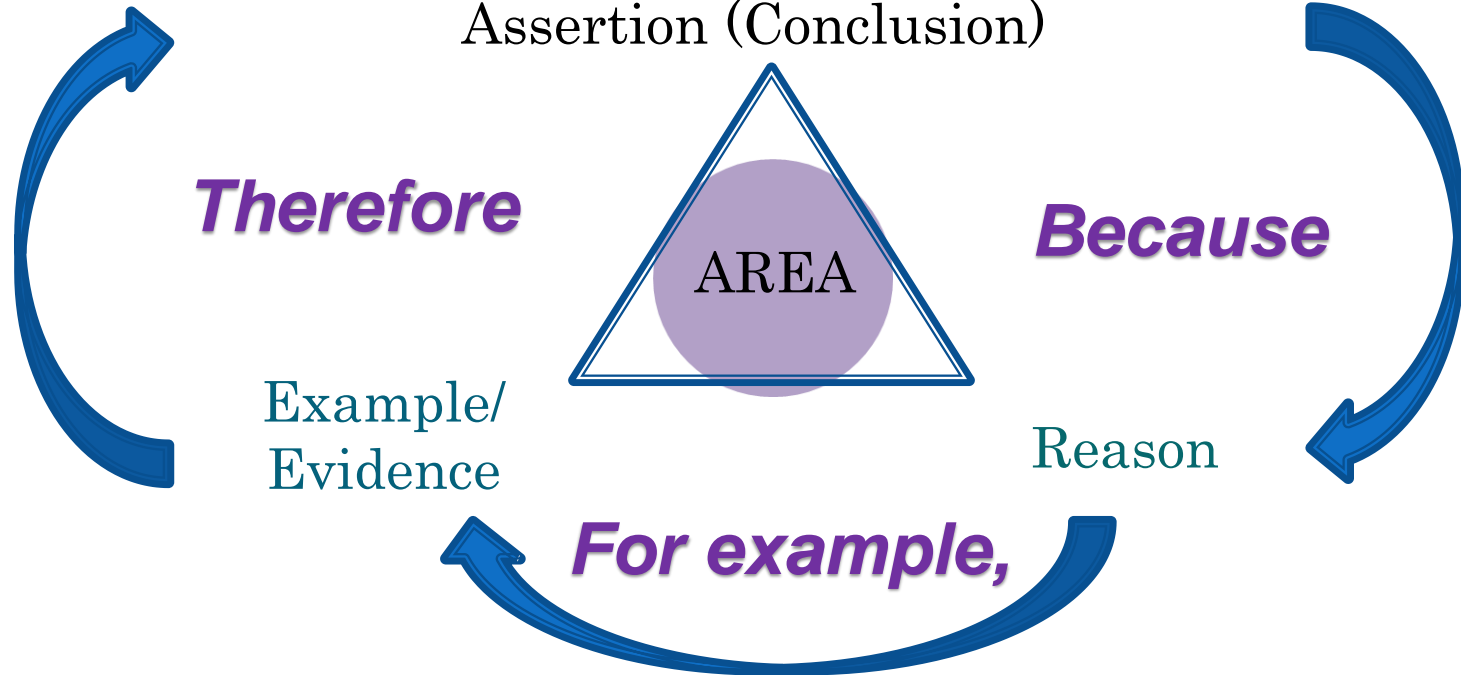 Assertion (Conclusion)
Therefore
Because
AREA
Example/
Evidence
Reason
For example,